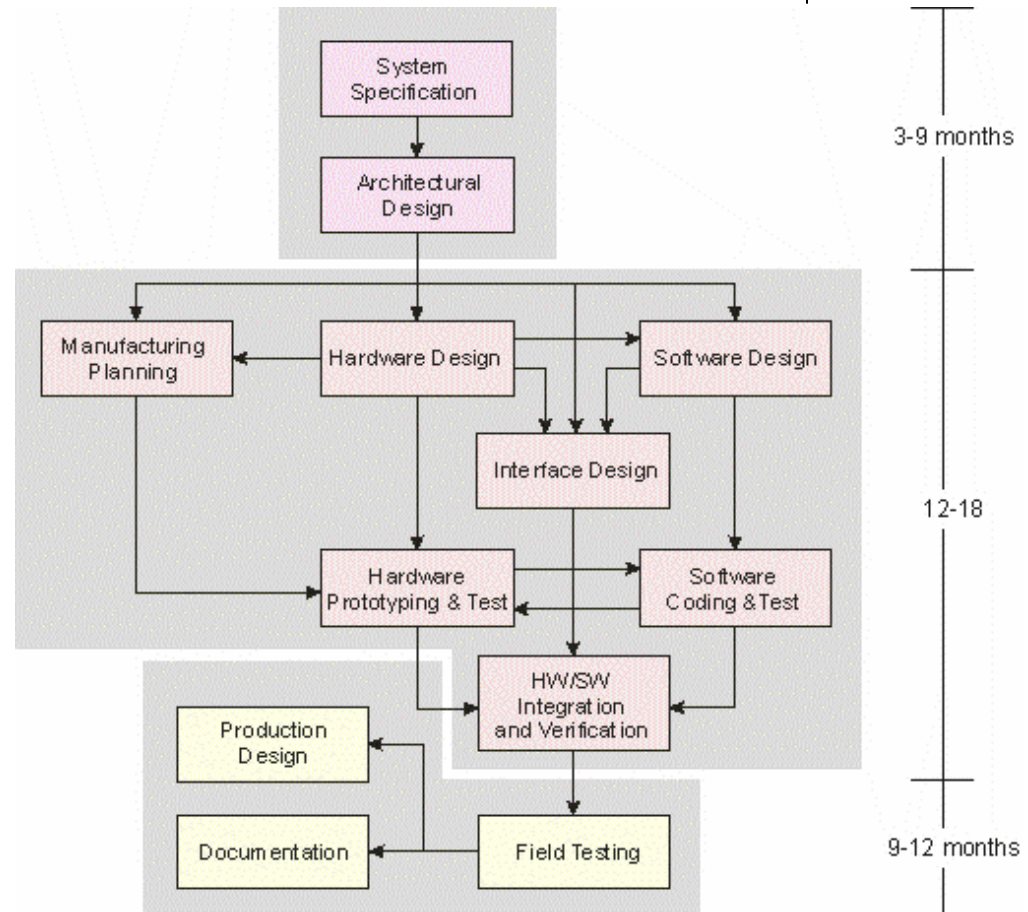 System
Specification
3-9 months
Architectural
Design
Manufacturing
Planning
Hardware Design
Software Design
Interface Design
12-18
Hardware
Prototyping & Test
Software
Coding &Test
HW/SW
Integration
and Verification
Production
Design
Documentation
Field Testing
9-12 months